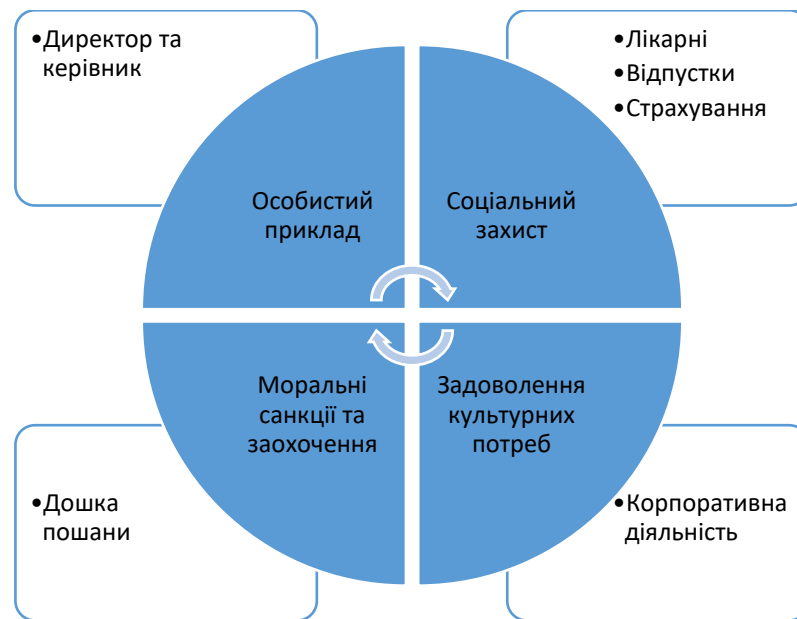 •Директор та
керівник
•Лікарні
•Відпустки
•Страхування
Особистий
приклад
Соціальний
захист
Моральні
санкції та
заохочення
Задоволення
культурних
потреб
•Дошка
пошани
•Корпоративна
діяльність